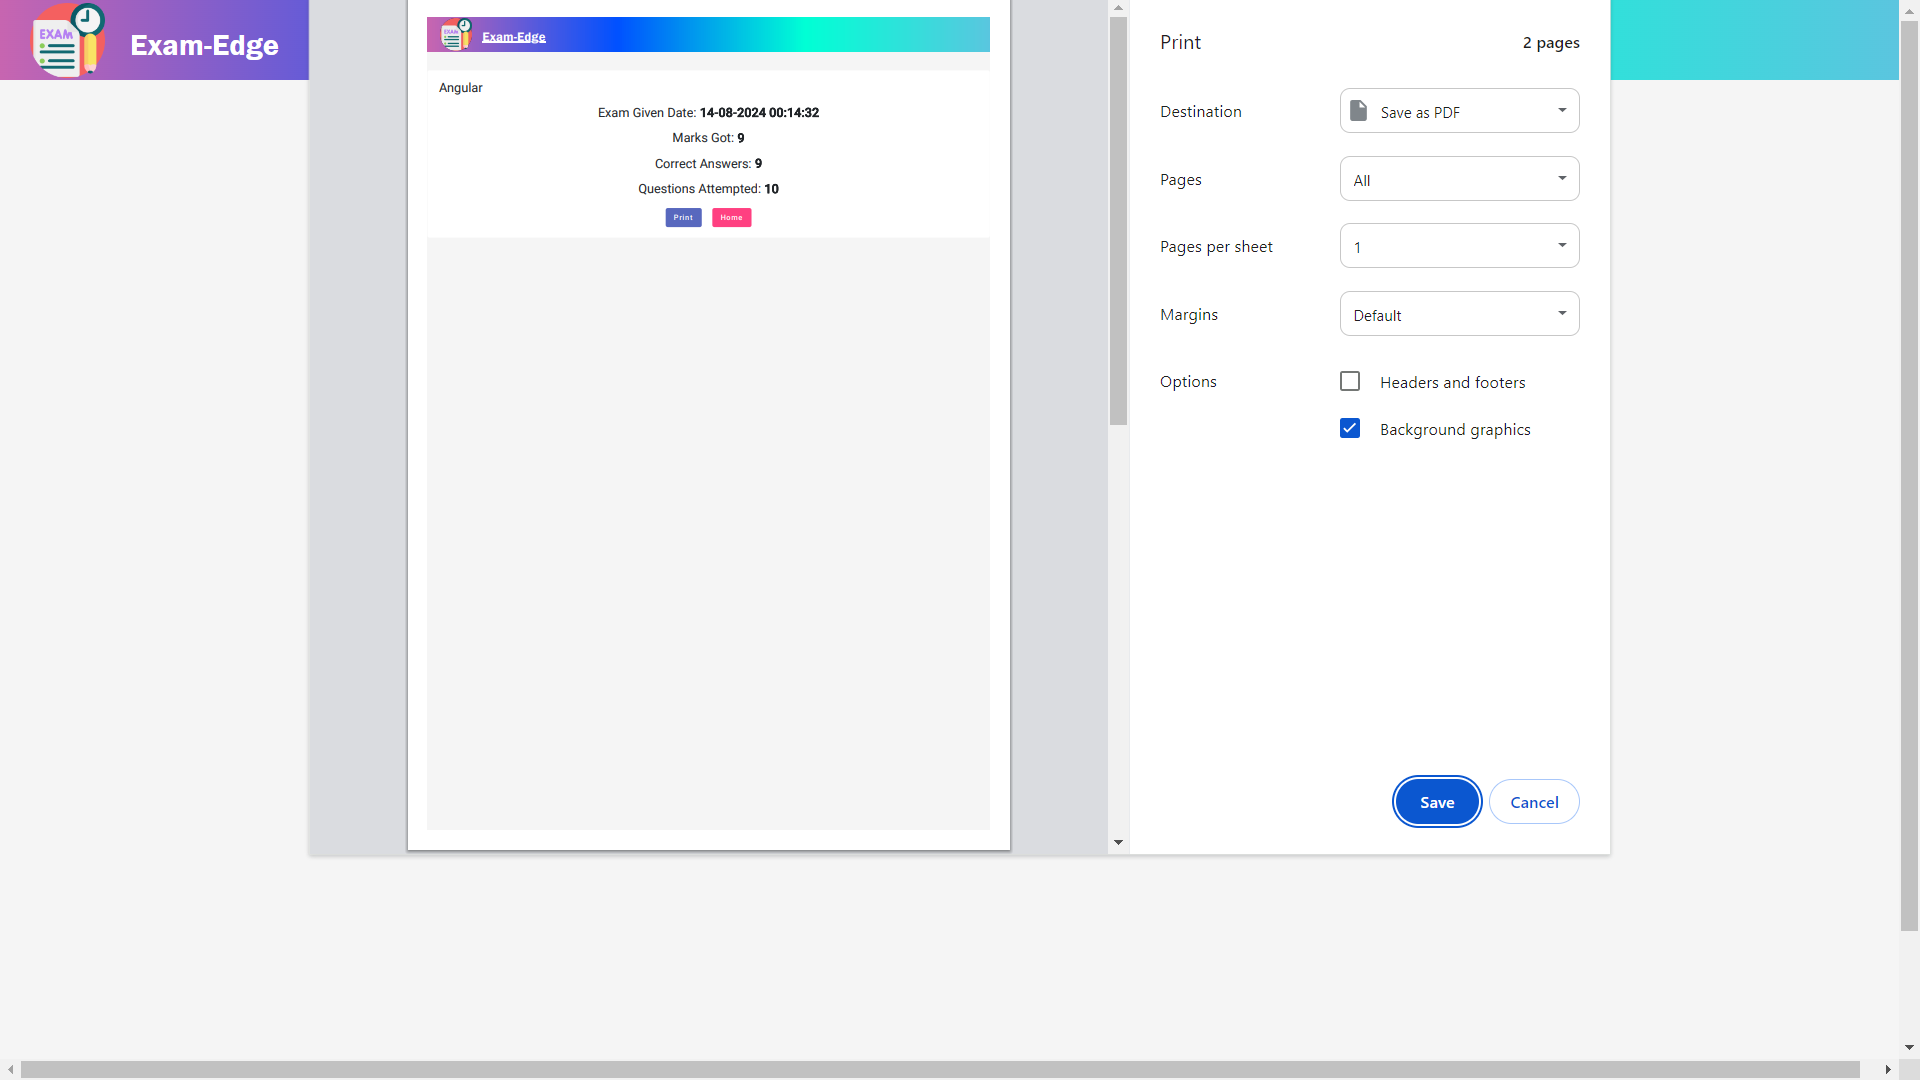 EXAM
Exam-Edge
EXAM
Exam-Edge
Angular
Exam Given Date: 14-08-2024 00:14:32
Marks Got: 9
Correct Answers: 9
Questions Attempted: 10
Print Home
Print 2 pages
Destination Save as PDF
Pages All
Pages per sheet 1
Margins Default
Options Headers and footers
Background graphics
Save Cancel